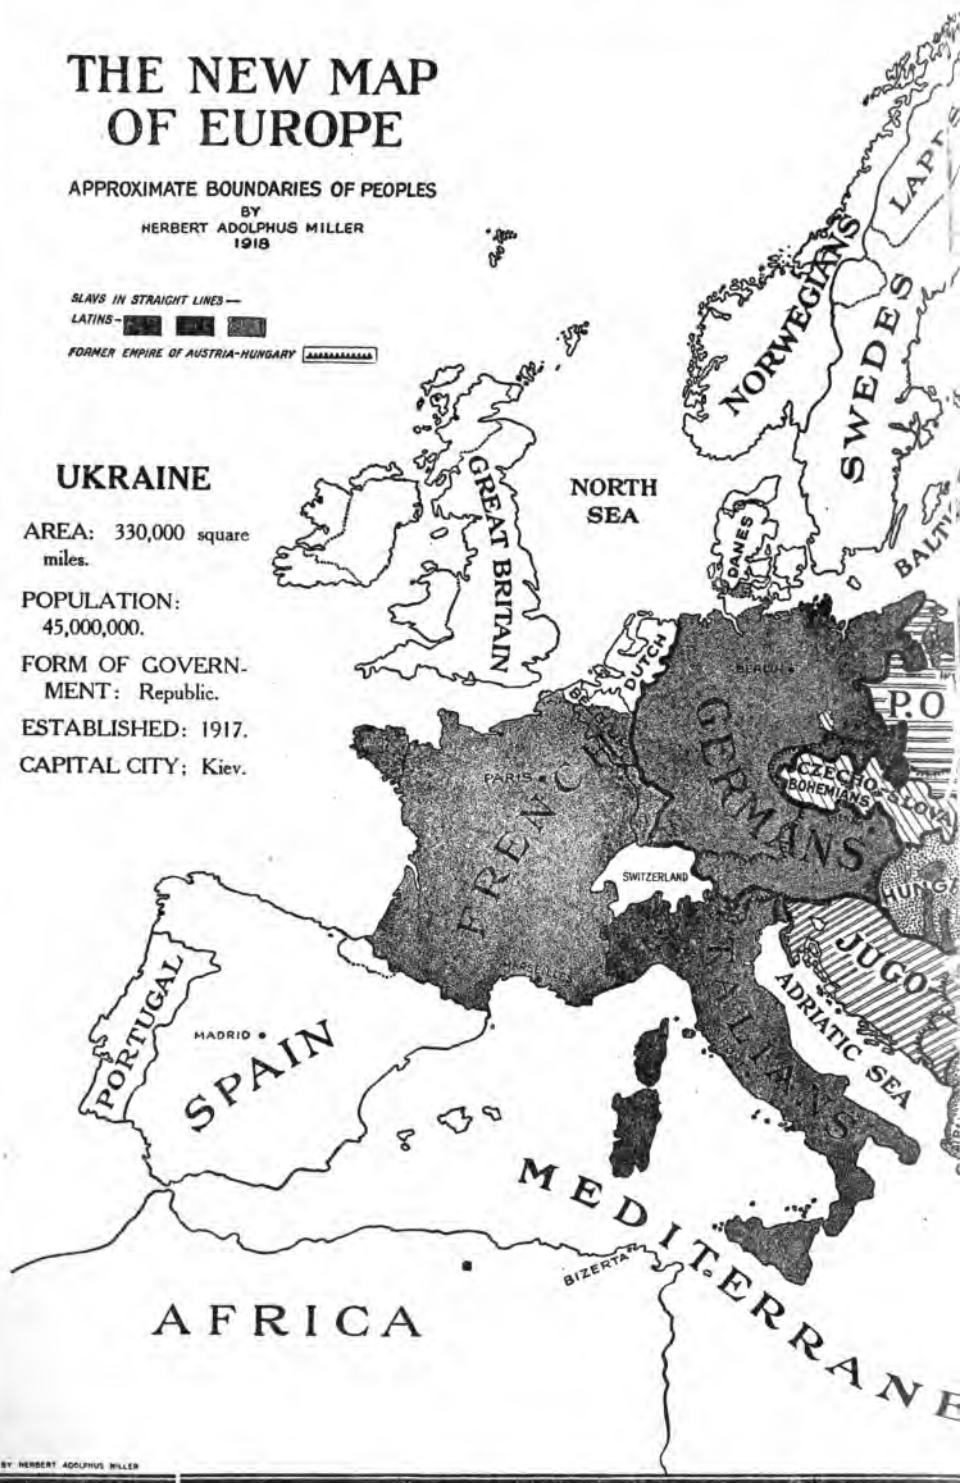 THE NEW MAP
OF EUROPE
APPROXIMATE BOUNDARIES OF PEOPLES
BY
HERBERT ADOLPHUS MILLER
1918
SLAVS IN STRAIGHT LINES—
LATINS-
FORMER EMPIRE OF AUSTRIA-HUNGARY
UKRAINE
AREA: 330,000 square
miles.
POPULATION:
45,000,000.
FORM OF GOVERN-
MENT: Republic.
ESTABLISHED: 1917.
CAPITAL CITY; Kiev.
LAPPS
NORWEGIANS
SWEDES
NORTH
SEA
GREAT BRITAIN
DANES
BALTI
DUTCH
BERLIN
P.O
GERMANS
CZECHO-SLOVA
BOHEMIANS
PARIS
FRENCH
SWITZERLAND
HUNGA
JUGO
ITALIANS
ADRIATIC SEA
PORTUGAL
MADRID
SPAIN
MEDITERRANE
BIZERTA
AFRICA
BY HERBERT ADOLPHUS MILLER